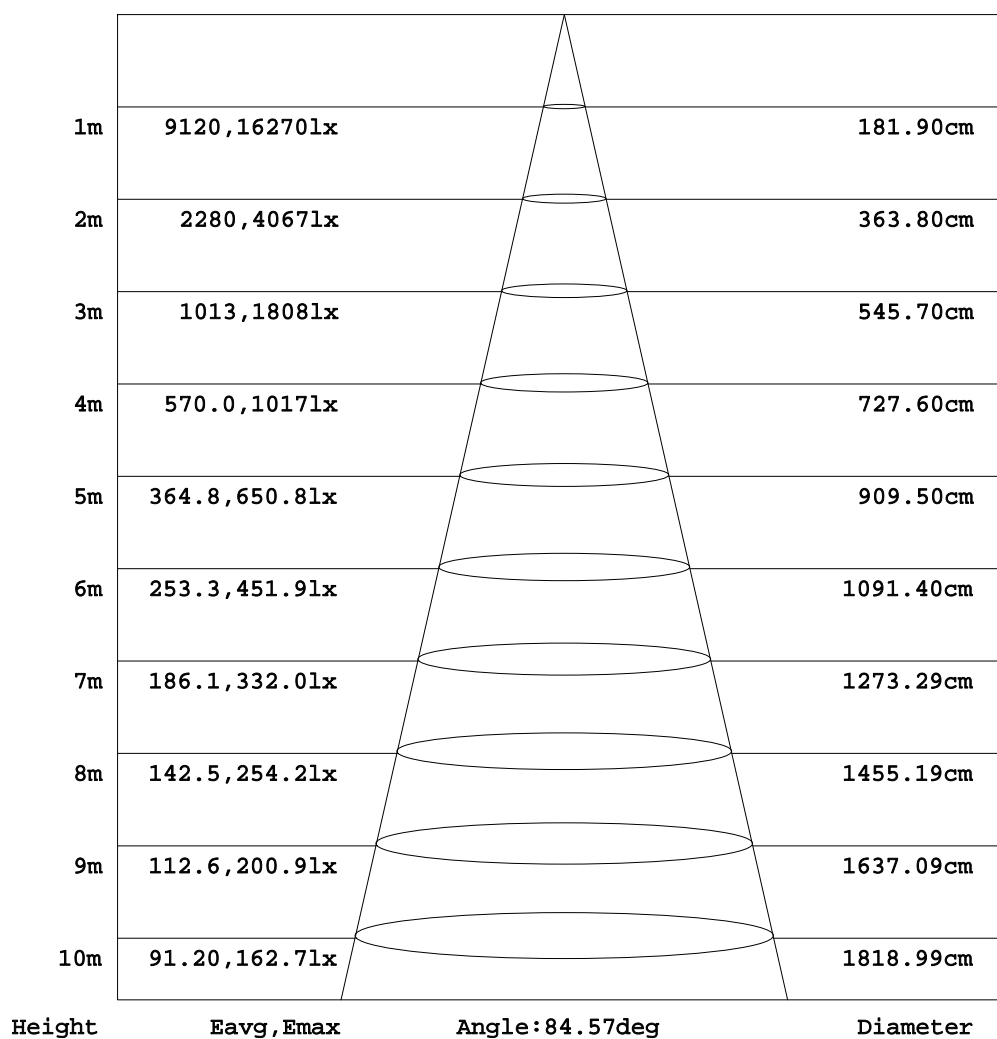 1m 9120,16270lx 181.90cm
2m 2280,4067lx 363.80cm
3m 1013,1808lx 545.70cm
4m 570.0,1017lx 727.60cm
5m 364.8,650.8lx 909.50cm
6m 253.3,451.9lx 1091.40cm
7m 186.1,332.0lx 1273.29cm
8m 142.5,254.2lx 1455.19cm
9m 112.6,200.9lx 1637.09cm
10m 91.20,162.7lx 1818.99cm
Height Eavg,Emax Angle:84.57deg Diameter